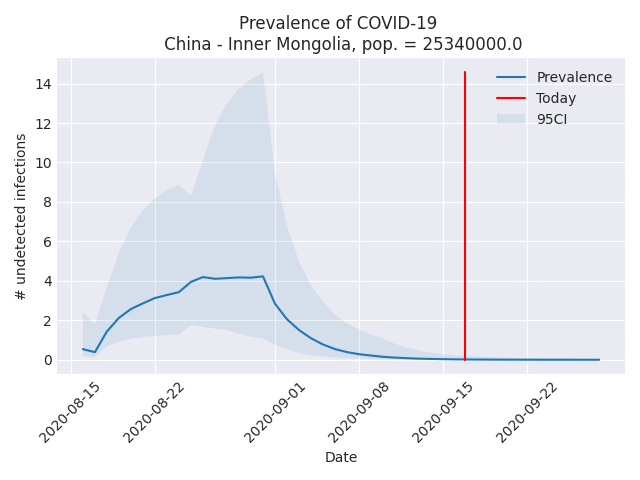 Prevalence of COVID-19
China - Inner Mongolia, pop. = 25340000.0
Prevalence
Today
95CI
14
12
10
8
6
4
2
0
# undetected infections
2020-08-15
2020-08-22
2020-09-01
2020-09-08
2020-09-15
2020-09-22
Date